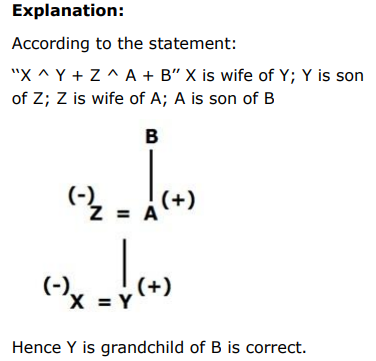 Explanation:
According to the statement:
“X ^ Y + Z ^ A + B” X is wife of Y; Y is son
of Z; Z is wife of A; A is son of B
B
(-) Z = A (+)
(-) X = Y (+)
Hence Y is grandchild of B is correct.